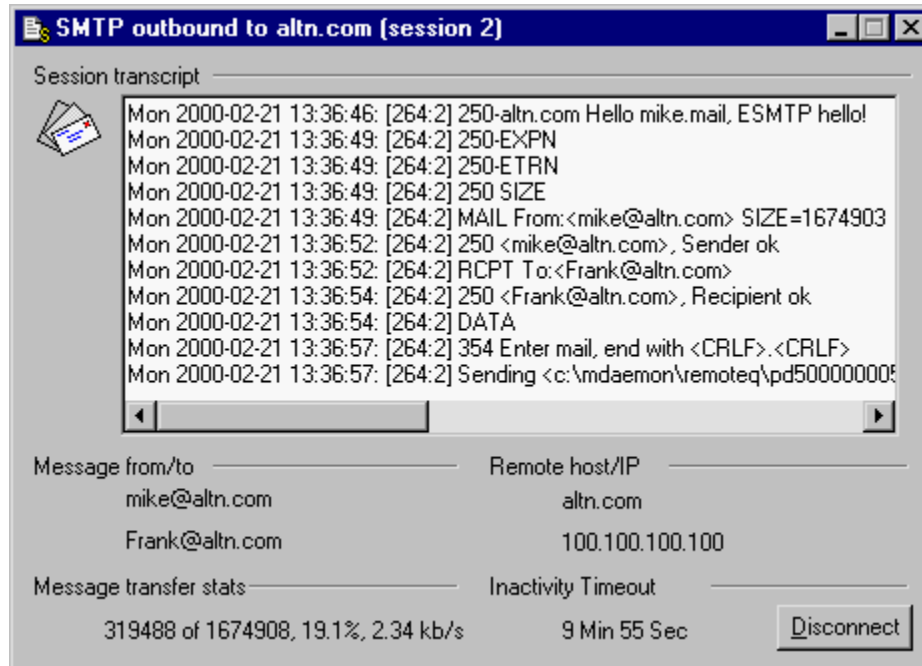 SMTP outbound to altn.com (session 2)
Session transcript
Mon 2000-02-21 13:36:46: [264:2] 250-altn.com Hello mike.mail, ESMTP hello!
Mon 2000-02-21 13:36:49: [264:2] 250-EXPN
Mon 2000-02-21 13:36:49: [264:2] 250-ETRN
Mon 2000-02-21 13:36:49: [264:2] 250 SIZE
Mon 2000-02-21 13:36:49: [264:2] MAIL From:<mike@altn.com> SIZE=1674903
Mon 2000-02-21 13:36:52: [264:2] 250 <mike@altn.com>, Sender ok
Mon 2000-02-21 13:36:52: [264:2] RCPT To:<Frank@altn.com>
Mon 2000-02-21 13:36:54: [264:2] 250 <Frank@altn.com>, Recipient ok
Mon 2000-02-21 13:36:54: [264:2] DATA
Mon 2000-02-21 13:36:57: [264:2] 354 Enter mail, end with <CRLF>.<CRLF>
Mon 2000-02-21 13:36:57: [264:2] Sending <c:\mdaemon\remoteq\pd500000005
Message from/to
mike@altn.com
Frank@altn.com
Remote host/IP
altn.com
100.100.100.100
Message transfer stats
319488 of 1674908, 19.1%, 2.34 kb/s
Inactivity Timeout
9 Min 55 Sec
Disconnect